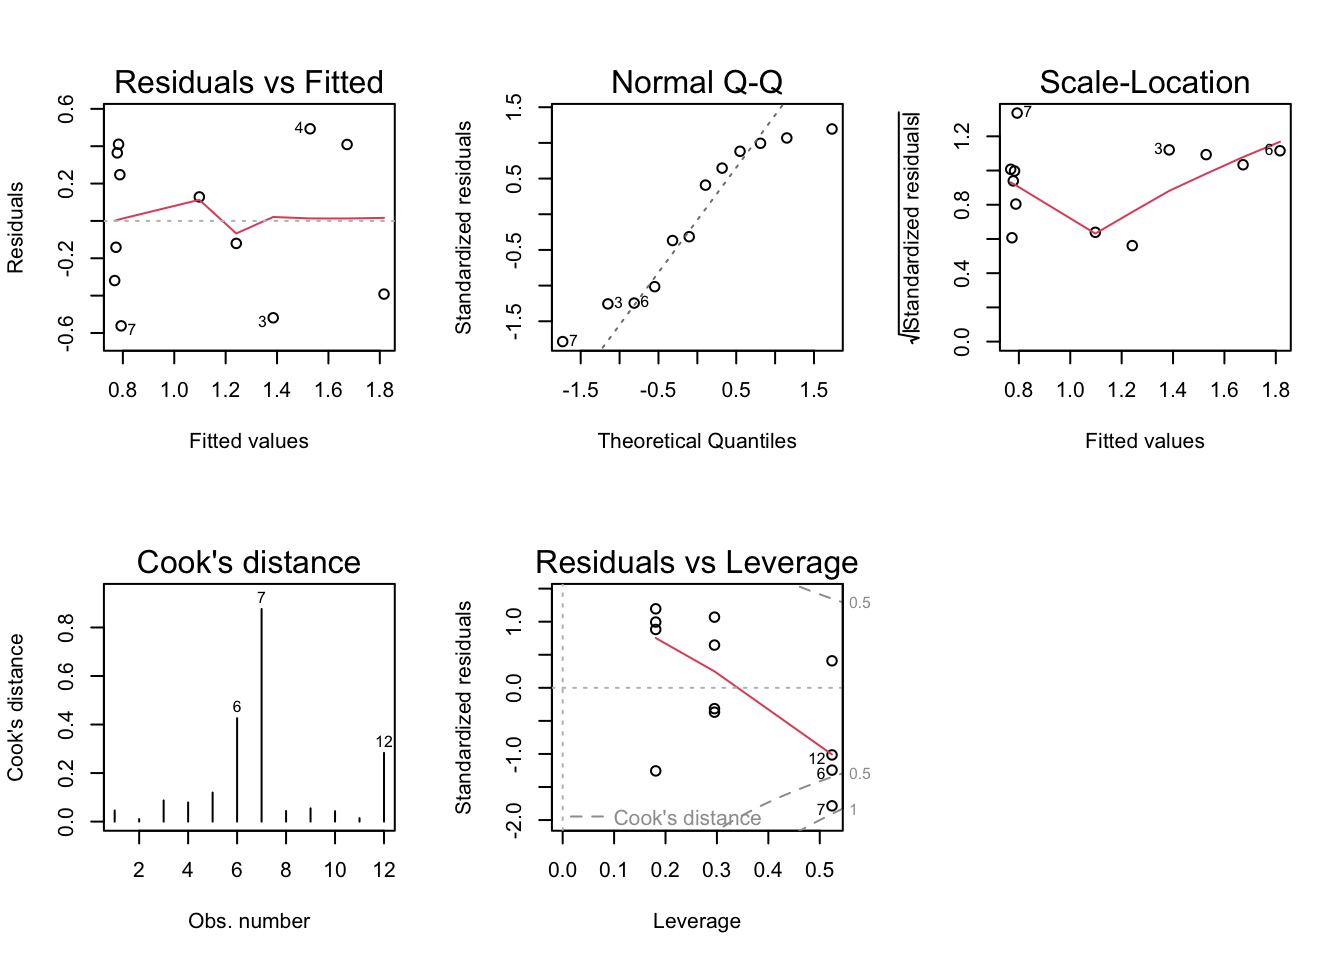 Residuals vs Fitted
Residuals
0.6
0.2
-0.2
-0.6
4
3
7
0.8 1.0 1.2 1.4 1.6 1.8
Fitted values
Normal Q-Q
Standardized residuals
1.5
0.5
-0.5
-1.5
3
6
7
-1.5 -0.5 0.5 1.5
Theoretical Quantiles
Scale-Location
√|Standardized residuals|
1.2
0.8
0.4
0.0
7
3
6
0.8 1.0 1.2 1.4 1.6 1.8
Fitted values
Cook's distance
Cook's distance
0.8
0.6
0.4
0.2
0.0
7
6
12
2 4 6 8 10 12
Obs. number
Residuals vs Leverage
Standardized residuals
1.0
0.0
-1.0
-2.0
0.5
12
6
0.5
7
1
Cook's distance
0.0 0.1 0.2 0.3 0.4 0.5
Leverage